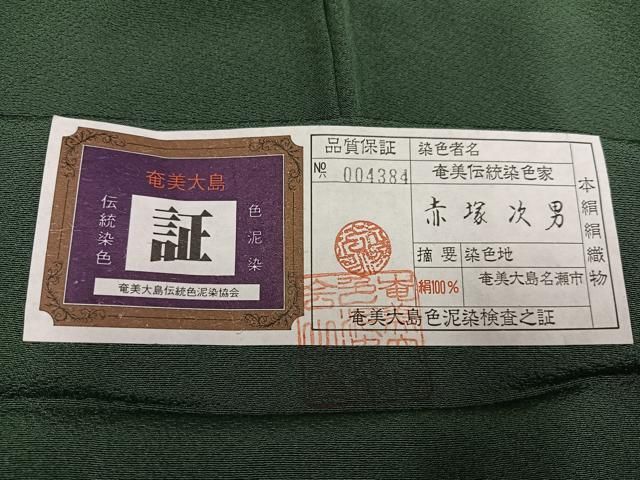 奄美大島
伝統染色
証
色泥染
奄美大島伝統色泥染協会
品質保証
№ 004384
染色者名
奄美伝統染色家
赤塚次男
摘要
絹100%
染色地
奄美大島名瀬市
奄美大島色泥染検査之証
本絹絹織物